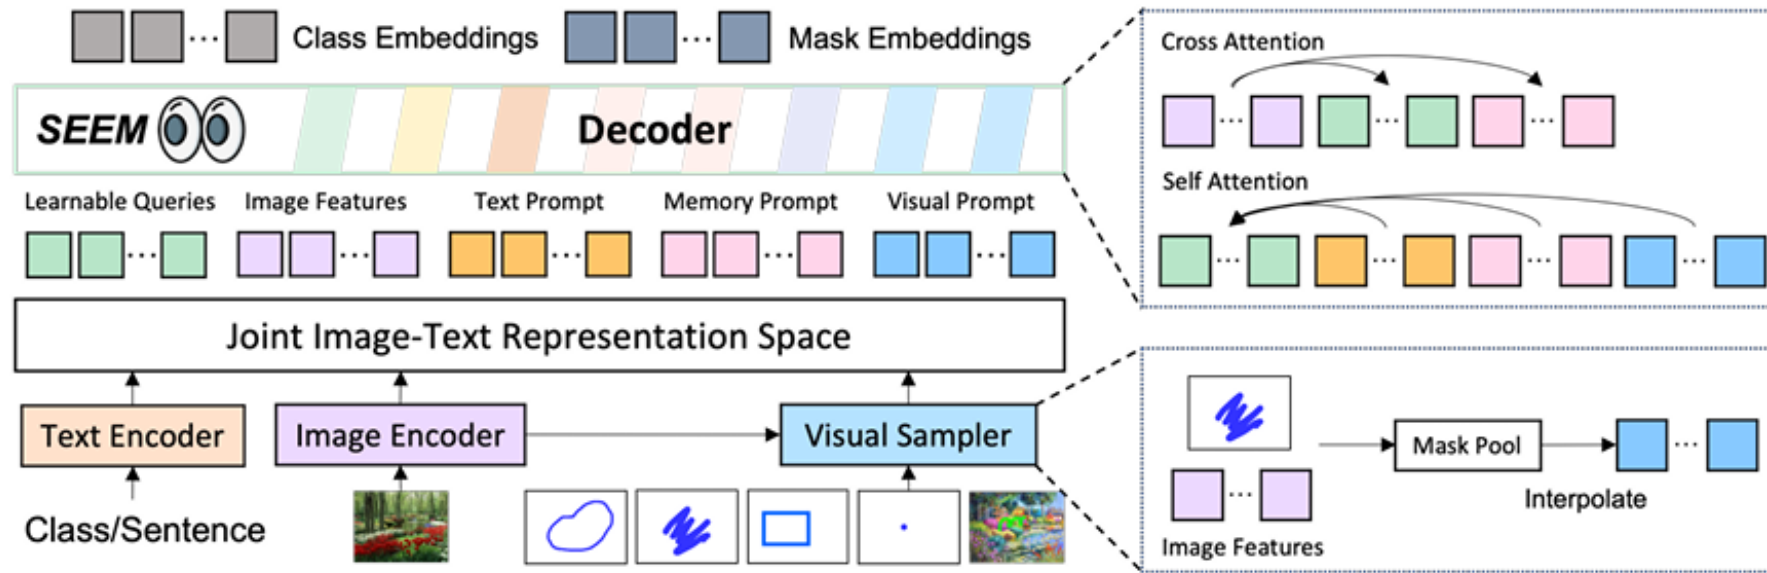 Class Embeddings
Mask Embeddings
SEEM
Decoder
Learnable Queries
Image Features
Text Prompt
Memory Prompt
Visual Prompt
Joint Image-Text Representation Space
Text Encoder
Image Encoder
Visual Sampler
Class/Sentence
Cross Attention
Self Attention
Mask Pool
Interpolate
Image Features